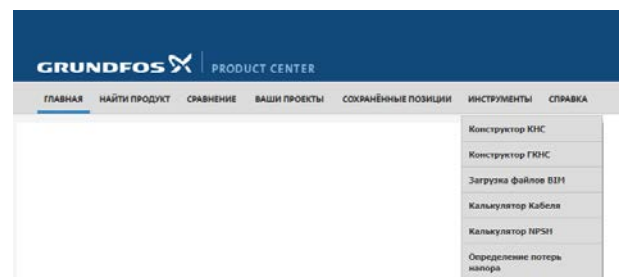 GRUNDFOS PRODUCT CENTER
ГЛАВНАЯ НАЙТИ ПРОДУКТ СРАВНЕНИЕ ВАШИ ПРОЕКТЫ СОХРАНЁННЫЕ ПОЗИЦИИ ИНСТРУМЕНТЫ СПРАВКА
Конструктор КНС
Конструктор ГКНС
Загрузка файлов BIM
Калькулятор Кабеля
Калькулятор NPSH
Определение потерь
напора